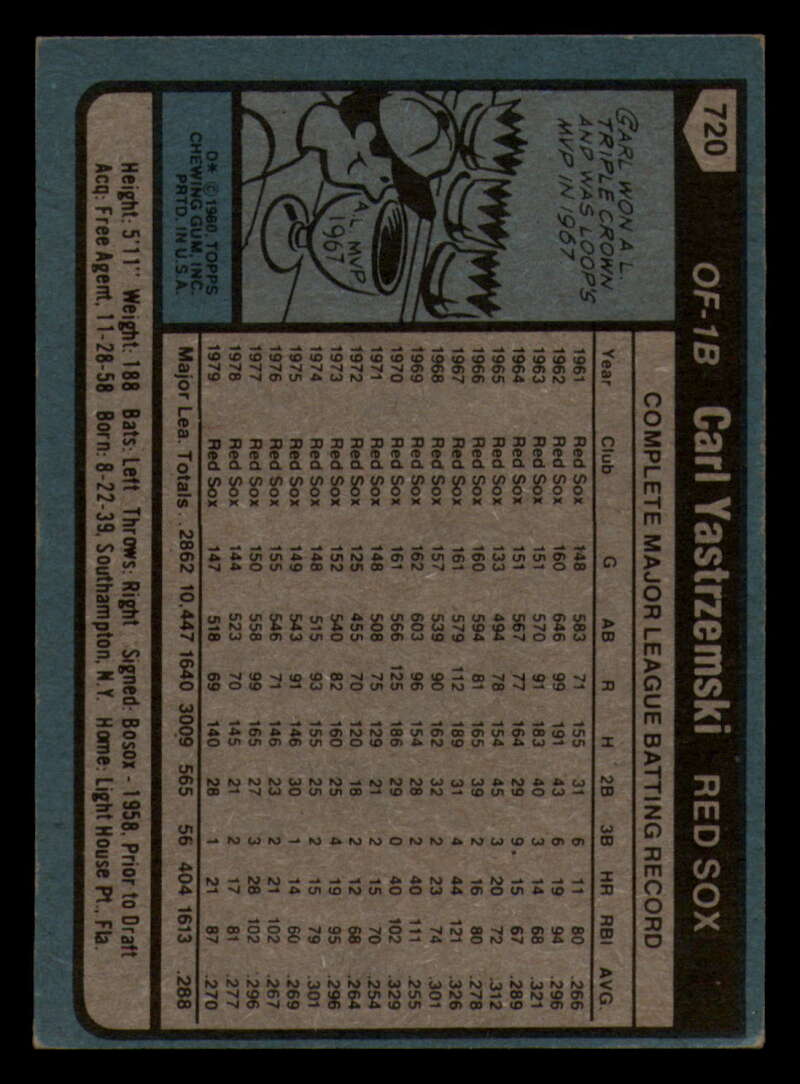 720
OF-1B Carl Yastrzemski RED SOX
CARL WON A.L.
TRIPLE CROWN
AND WAS LOOP'S
MVP IN 1967
A.L. MVP
1967
D* © 1980 TOPPS
CHEWING GUM, INC.
PRTD. IN U.S.A.
COMPLETE MAJOR LEAGUE BATTING RECORD
Year Club G AB R H 2B 3B HR RBI AVG.
1961 Red Sox 148 583 71 155 31 6 11 80 .266
1962 Red Sox 160 646 99 191 43 6 19 94 .296
1963 Red Sox 151 570 91 183 40 3 14 68 .321
1964 Red Sox 151 567 77 164 29 9 15 67 .289
1965 Red Sox 133 494 78 154 45 3 20 72 .312
1966 Red Sox 160 594 81 165 39 2 16 80 .278
1967 Red Sox 161 579 112 189 31 4 44 121 .326
1968 Red Sox 157 539 90 162 32 2 23 74 .301
1969 Red Sox 162 603 96 154 28 2 40 111 .255
1970 Red Sox 161 566 125 186 29 0 40 102 .329
1971 Red Sox 148 508 75 129 21 2 15 70 .254
1972 Red Sox 125 455 70 120 18 2 12 68 .264
1973 Red Sox 152 540 82 160 25 4 19 95 .296
1974 Red Sox 148 515 93 155 25 2 15 79 .301
1975 Red Sox 149 543 91 146 30 1 14 60 .269
1976 Red Sox 155 546 71 146 23 2 21 102 .267
1977 Red Sox 150 558 99 165 27 3 28 102 .296
1978 Red Sox 144 523 70 145 21 2 17 81 .277
1979 Red Sox 147 518 69 140 28 1 21 87 .270
Major Lea. Totals . . 2862 10,447 1640 3009 565 56 404 1613 .288
Height: 5'11" Weight: 188 Bats: Left Throws: Right Signed: Bosox - 1958, Prior to Draft
Acq: Free Agent, 11-28-58 Born: 8-22-39, Southampton, N.Y. Home: Light House Pt., Fla.